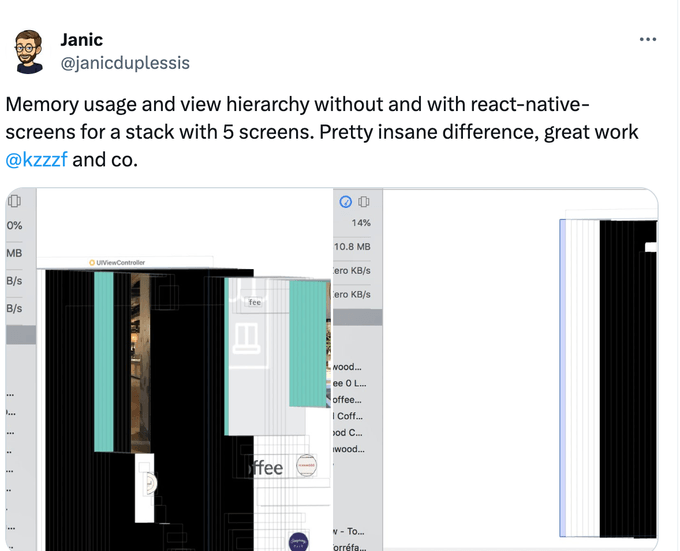 Janic
@janicduplessis
Memory usage and view hierarchy without and with react-native-
screens for a stack with 5 screens. Pretty insane difference, great work
@kzzzf and co.
0%
MB
B/s
B/s
UIViewController
Tee
offee
14%
10.8 MB
ero KB/s
ero KB/s
wood...
ee 0 L...
offee...
l Coff...
od C...
wood...
- To...
orréfa...